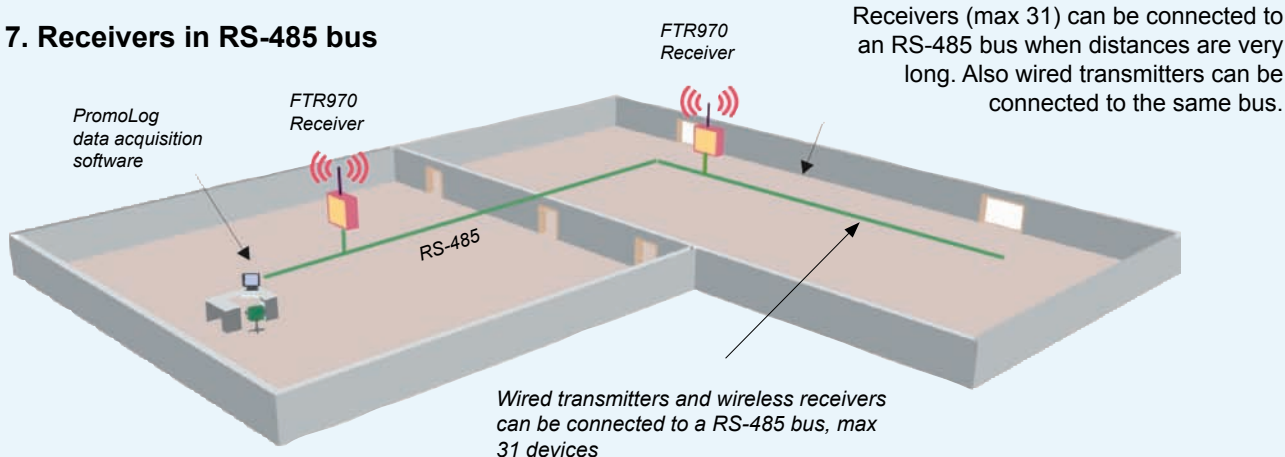 7. Receivers in RS-485 bus
FTR970
Receiver
Receivers (max 31) can be connected to
an RS-485 bus when distances are very
long. Also wired transmitters can be
connected to the same bus.
PromoLog
data acquisition
software
FTR970
Receiver
RS-485
Wired transmitters and wireless receivers
can be connected to a RS-485 bus, max
31 devices